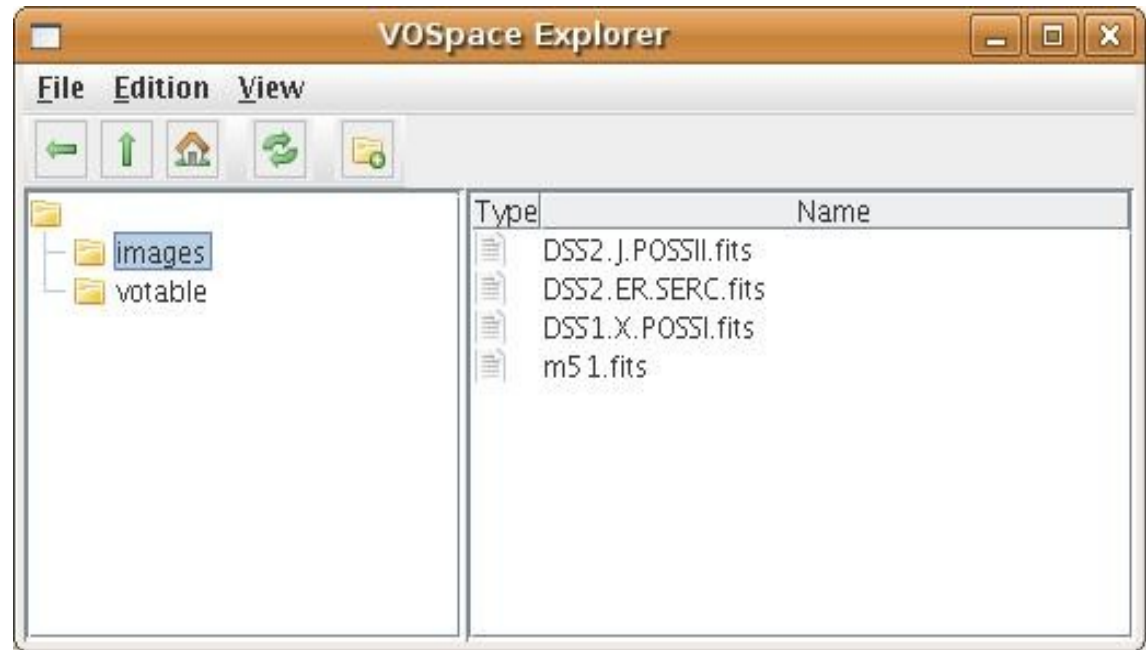 VOSpace Explorer
File Edition View
Type Name
images
votable
DSS2.J.POSSII.fits
DSS2.ER.SERC.fits
DSS1.X.POSSI.fits
m51.fits